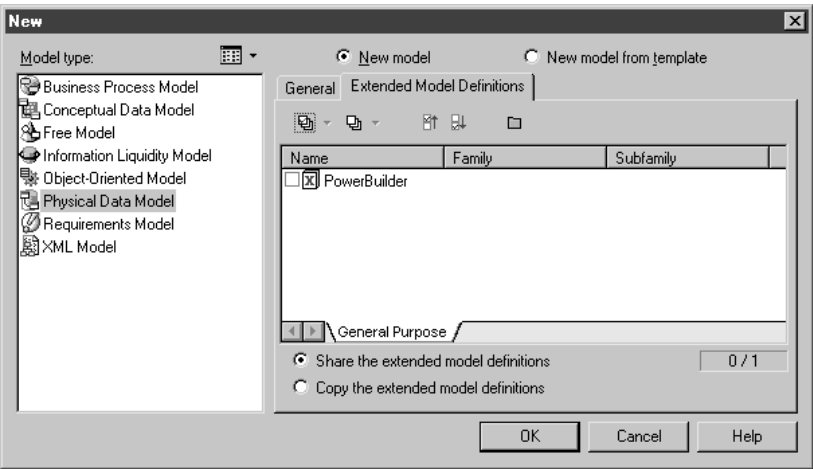 New
Model type:
New model
New model from template
Business Process Model
Conceptual Data Model
Free Model
Information Liquidity Model
Object-Oriented Model
Physical Data Model
Requirements Model
XML Model
General
Extended Model Definitions
Name Family Subfamily
PowerBuilder
General Purpose
Share the extended model definitions
0 / 1
Copy the extended model definitions
OK Cancel Help